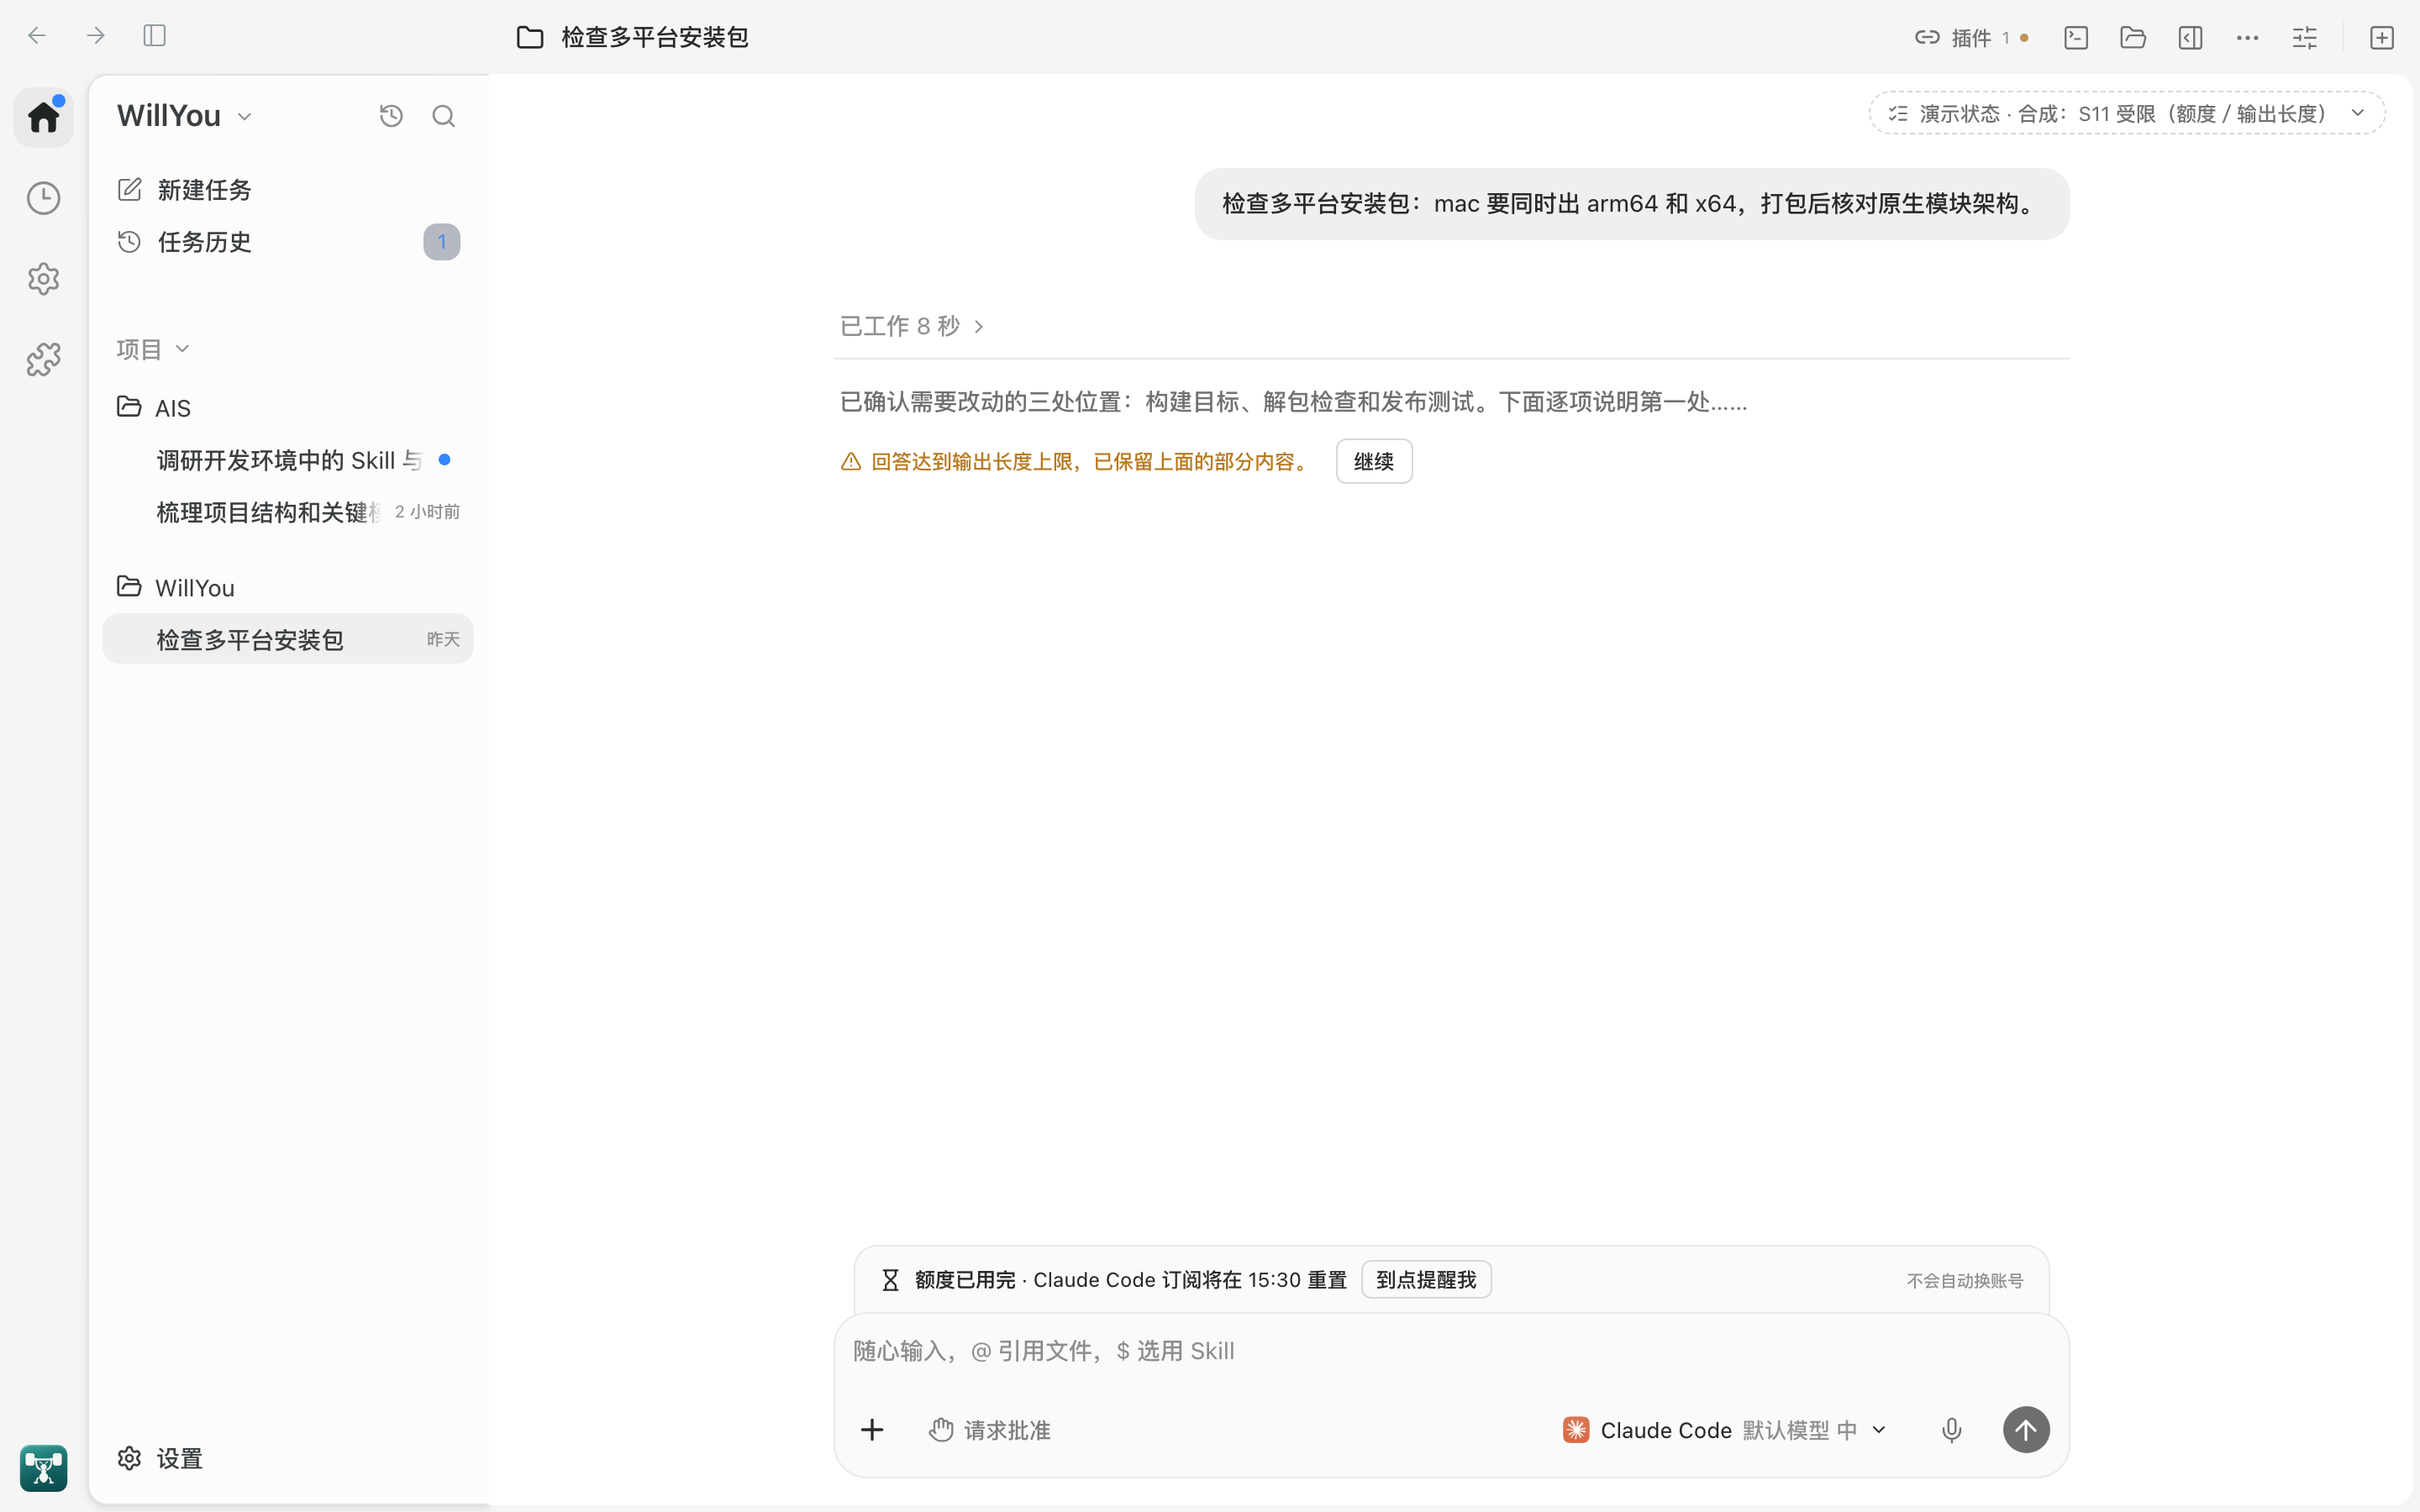 检查多平台安装包
插件 1
WillYou
演示状态 · 合成：S11 受限（额度 / 输出长度）
新建任务
任务历史 1
检查多平台安装包：mac 要同时出 arm64 和 x64，打包后核对原生模块架构。
已工作 8 秒
项目
AIS
调研开发环境中的 Skill 与
梳理项目结构和关键 2 小时前
WillYou
检查多平台安装包 昨天
已确认需要改动的三处位置：构建目标、解包检查和发布测试。下面逐项说明第一处……
回答达到输出长度上限，已保留上面的部分内容。 继续
额度已用完 · Claude Code 订阅将在 15:30 重置 到点提醒我 不会自动换账号
随心输入，@ 引用文件，$ 选用 Skill
请求批准 Claude Code 默认模型 中
设置